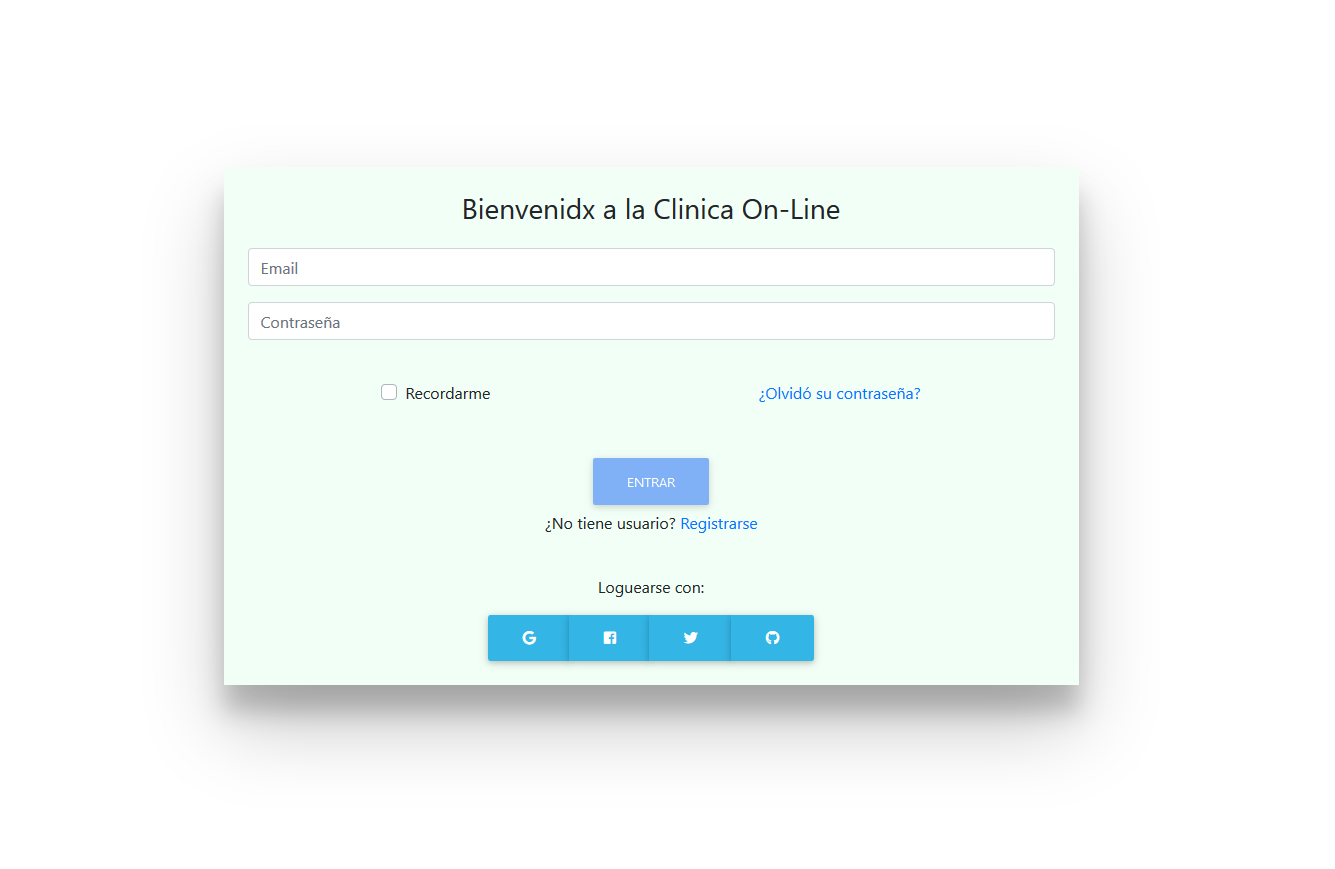 Bienvenidx a la Clinica On-Line
Email
Contraseña
Recordarme
¿Olvidó su contraseña?
ENTRAR
¿No tiene usuario? Registrarse
Loguearse con: